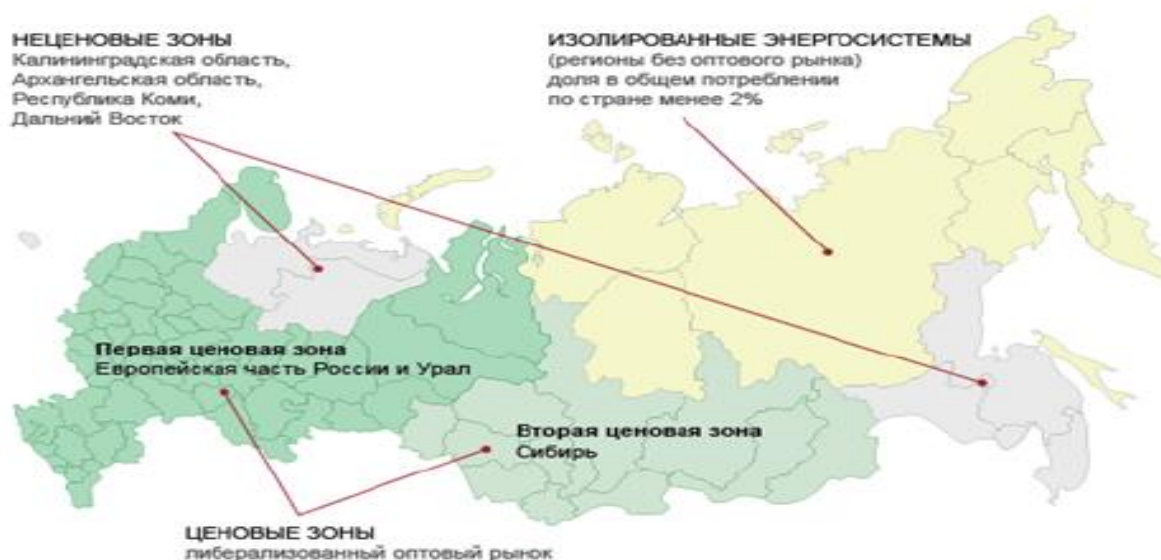 НЕЦЕНОВЫЕ ЗОНЫ
Калининградская область,
Архангельская область,
Республика Коми,
Дальний Восток
ИЗОЛИРОВАННЫЕ ЭНЕРГОСИСТЕМЫ
(регионы без оптового рынка)
доля в общем потреблении
по стране менее 2%
Первая ценовая зона
Европейская часть России и Урал
Вторая ценовая зона
Сибирь
ЦЕНОВЫЕ ЗОНЫ
либерализованный оптовый рынок